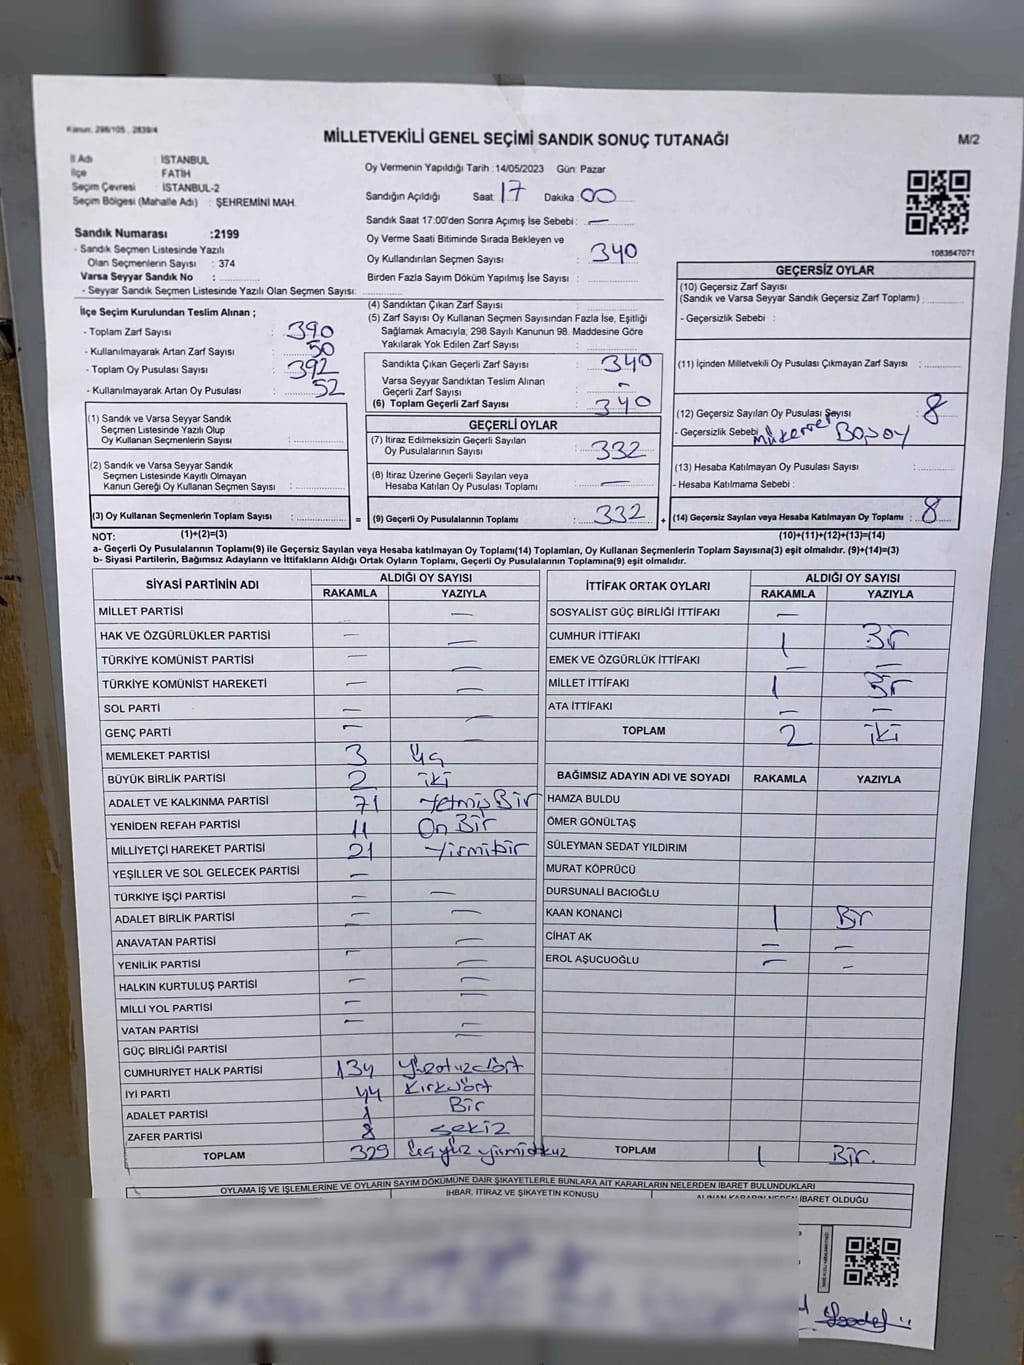 Kanun, 298/105 , 2839/4
MİLLETVEKİLİ GENEL SEÇİMİ SANDIK SONUÇ TUTANAĞI
M/2
İl Adı : İSTANBUL
İlçe : FATİH
Seçim Çevresi : İSTANBUL-2
Seçim Bölgesi (Mahalle Adı) : ŞEHREMİNİ MAH.
Sandık Numarası :2199
- Sandık Seçmen Listesinde Yazılı
Olan Seçmenlerin Sayısı : 374
Varsa Seyyar Sandık No :
- Seyyar Sandık Seçmen Listesinde Yazılı Olan Seçmen Sayısı:
Oy Vermenin Yapıldığı Tarih :14/05/2023 Gün: Pazar
Sandığın Açıldığı Saat: 17 Dakika: 00
Sandık Saat 17:00'den Sonra Açımış İse Sebebi : —
Oy Verme Saati Bitiminde Sırada Bekleyen ve
Oy Kullandırılan Seçmen Sayısı : 340
Birden Fazla Sayım Döküm Yapılmış İse Sayısı :
1083647071
İlçe Seçim Kurulundan Teslim Alınan ;
- Toplam Zarf Sayısı : 390
- Kullanılmayarak Artan Zarf Sayısı : 50
- Toplam Oy Pusulası Sayısı : 392
- Kullanılmayarak Artan Oy Pusulası : 52
(4) Sandıktan Çıkan Zarf Sayısı :
(5) Zarf Sayısı Oy Kullanan Seçmen Sayısından Fazla İse, Eşitliği
Sağlamak Amacıyla; 298 Sayılı Kanunun 98. Maddesine Göre
Yakılarak Yok Edilen Zarf Sayısı :
Sandıkta Çıkan Geçerli Zarf Sayısı : 340
Varsa Seyyar Sandıktan Teslim Alınan
Geçerli Zarf Sayısı : -
(6) Toplam Geçerli Zarf Sayısı : 340
GEÇERSİZ OYLAR
(10) Geçersiz Zarf Sayısı
(Sandık ve Varsa Seyyar Sandık Geçersiz Zarf Toplamı) :
- Geçersizlik Sebebi :
(11) İçinden Milletvekili Oy Pusulası Çıkmayan Zarf Sayısı :
(12) Geçersiz Sayılan Oy Pusulası Sayısı : 8
- Geçersizlik Sebebi : mükerrer
(13) Hesaba Katılmayan Oy Pusulası Sayısı :
- Hesaba Katılmama Sebebi :
(14) Geçersiz Sayılan veya Hesaba Katılmayan Oy Toplamı : 8
(10)+(11)+(12)+(13)=(14)
(1) Sandık ve Varsa Seyyar Sandık
Seçmen Listesinde Yazılı Olup
Oy Kullanan Seçmenlerin Sayısı :
(2) Sandık ve Varsa Seyyar Sandık
Seçmen Listesinde Kayıtlı Olmayan
Kanun Gereği Oy Kullanan Seçmen Sayısı :
(3) Oy Kullanan Seçmenlerin Toplam Sayısı : =
(1)+(2)=(3)
GEÇERLİ OYLAR
(7) İtiraz Edilmeksizin Geçerli Sayılan
Oy Pusulalarının Sayısı : 332
(8) İtiraz Üzerine Geçerli Sayılan veya
Hesaba Katılan Oy Pusulası Toplamı : —
(9) Geçerli Oy Pusulalarının Toplamı : 332 +
NOT:
a- Geçerli Oy Pusulalarının Toplamı(9) ile Geçersiz Sayılan veya Hesaba katılmayan Oy Toplamı(14) Toplamları, Oy Kullanan Seçmenlerin Toplam Sayısına(3) eşit olmalıdır. (9)+(14)=(3)
b- Siyasi Partilerin, Bağımsız Adayların ve İttifakların Aldığı Ortak Oyların Toplamı, Geçerli Oy Pusulalarının Toplamına(9) eşit olmalıdır.
SİYASİ PARTİNİN ADI ALDIĞI OY SAYISI
RAKAMLA YAZIYLA
MİLLET PARTİSİ —
HAK VE ÖZGÜRLÜKLER PARTİSİ — —
TÜRKİYE KOMÜNİST PARTİSİ — —
TÜRKİYE KOMÜNİST HAREKETİ — —
SOL PARTİ —
GENÇ PARTİ — —
MEMLEKET PARTİSİ 3 Üç
BÜYÜK BİRLİK PARTİSİ 2 iki
ADALET VE KALKINMA PARTİSİ 71 Yetmiş Bir
YENİDEN REFAH PARTİSİ 11 On Bir
MİLLİYETÇİ HAREKET PARTİSİ 21 Yirmibir
YEŞİLLER VE SOL GELECEK PARTİSİ —
TÜRKİYE İŞÇİ PARTİSİ — —
ADALET BİRLİK PARTİSİ — —
ANAVATAN PARTİSİ — —
YENİLİK PARTİSİ — —
HALKIN KURTULUŞ PARTİSİ — —
MİLLİ YOL PARTİSİ — —
VATAN PARTİSİ — —
GÜÇ BİRLİĞİ PARTİSİ —
CUMHURİYET HALK PARTİSİ 134 Yüzotuzdört
İYİ PARTİ 44 Kırkdört
ADALET PARTİSİ 1 Bir
ZAFER PARTİSİ 8 Sekiz
TOPLAM 329 Üçyüz yirmidokuz
İTTİFAK ORTAK OYLARI ALDIĞI OY SAYISI
RAKAMLA YAZIYLA
SOSYALİST GÜÇ BİRLİĞİ İTTİFAKI —
CUMHUR İTTİFAKI 1 Bir
EMEK VE ÖZGÜRLÜK İTTİFAKI — —
MİLLET İTTİFAKI 1 Bir
ATA İTTİFAKI — —
TOPLAM 2 iki
BAĞIMSIZ ADAYIN ADI VE SOYADI RAKAMLA YAZIYLA
HAMZA BULDU
ÖMER GÖNÜLTAŞ
SÜLEYMAN SEDAT YILDIRIM
MURAT KÖPRÜCÜ
DURSUNALİ BACIOĞLU
KAAN KONANCİ 1 Bir
CİHAT AK — —
EROL AŞUCUOĞLU — —
TOPLAM 1 Bir.
OYLAMA İŞ VE İŞLEMLERİNE VE OYLARIN SAYIM DÖKÜMÜNE DAİR ŞİKAYETLERLE BUNLARA AİT KARARLARIN NELERDEN İBARET BULUNDUKLARI
İHBAR, İTİRAZ VE ŞİKAYETİN KONUSU
ALINAN KARARIN NEDEN İBARET OLDUĞU